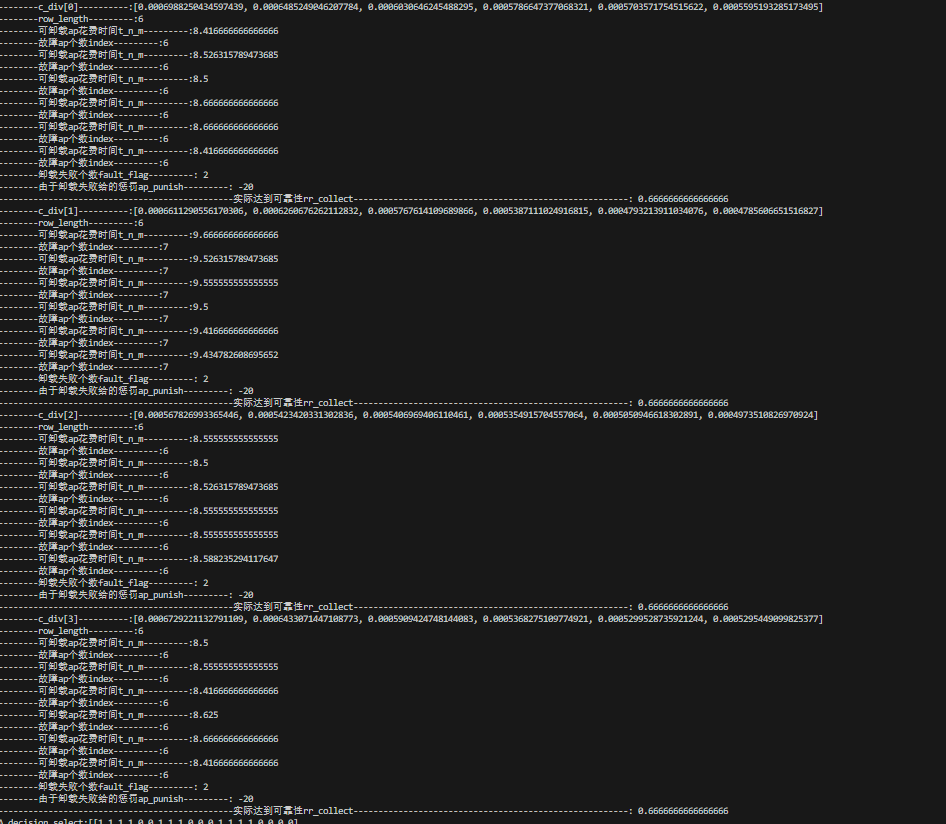 --------c_div[0]----------:[0.0006988250434597439, 0.0006485249046207784, 0.0006030646245488295, 0.0005786647377068321, 0.0005703571754515622, 0.0005595193285173495]
--------row_length---------:6
--------可卸载ap花费时间t_n_m---------:8.416666666666666
--------故障ap个数index---------:6
--------可卸载ap花费时间t_n_m---------:8.526315789473685
--------故障ap个数index---------:6
--------可卸载ap花费时间t_n_m---------:8.5
--------故障ap个数index---------:6
--------可卸载ap花费时间t_n_m---------:8.666666666666666
--------故障ap个数index---------:6
--------可卸载ap花费时间t_n_m---------:8.666666666666666
--------故障ap个数index---------:6
--------可卸载ap花费时间t_n_m---------:8.416666666666666
--------故障ap个数index---------:6
--------卸载失败个数fault_flag---------: 2
--------由于卸载失败给的惩罚ap_punish---------: -20
-----------------------------------------------实际达到可靠性rr_collect-------------------------------------------------------: 0.6666666666666666
--------c_div[1]----------:[0.0006611290556170306, 0.0006260676262112832, 0.0005767614109689866, 0.0005387111024916815, 0.0004793213911034076, 0.0004785606651516827]
--------row_length---------:6
--------可卸载ap花费时间t_n_m---------:9.666666666666666
--------故障ap个数index---------:7
--------可卸载ap花费时间t_n_m---------:9.526315789473685
--------故障ap个数index---------:7
--------可卸载ap花费时间t_n_m---------:9.555555555555555
--------故障ap个数index---------:7
--------可卸载ap花费时间t_n_m---------:9.5
--------故障ap个数index---------:7
--------可卸载ap花费时间t_n_m---------:9.416666666666666
--------故障ap个数index---------:7
--------可卸载ap花费时间t_n_m---------:9.434782608695652
--------故障ap个数index---------:7
--------卸载失败个数fault_flag---------: 2
--------由于卸载失败给的惩罚ap_punish---------: -20
-----------------------------------------------实际达到可靠性rr_collect-------------------------------------------------------: 0.6666666666666666
--------c_div[2]----------:[0.000567826993365446, 0.0005423420331302836, 0.0005406969406110461, 0.0005354915704557064, 0.0005050946618302891, 0.0004973510826970924]
--------row_length---------:6
--------可卸载ap花费时间t_n_m---------:8.555555555555555
--------故障ap个数index---------:6
--------可卸载ap花费时间t_n_m---------:8.5
--------故障ap个数index---------:6
--------可卸载ap花费时间t_n_m---------:8.526315789473685
--------故障ap个数index---------:6
--------可卸载ap花费时间t_n_m---------:8.555555555555555
--------故障ap个数index---------:6
--------可卸载ap花费时间t_n_m---------:8.555555555555555
--------故障ap个数index---------:6
--------可卸载ap花费时间t_n_m---------:8.588235294117647
--------故障ap个数index---------:6
--------卸载失败个数fault_flag---------: 2
--------由于卸载失败给的惩罚ap_punish---------: -20
-----------------------------------------------实际达到可靠性rr_collect-------------------------------------------------------: 0.6666666666666666
--------c_div[3]----------:[0.0006729221132791109, 0.0006433071447108773, 0.0005909424748144083, 0.0005368275109774921, 0.0005299528735921244, 0.0005295449099825377]
--------row_length---------:6
--------可卸载ap花费时间t_n_m---------:8.5
--------故障ap个数index---------:6
--------可卸载ap花费时间t_n_m---------:8.555555555555555
--------故障ap个数index---------:6
--------可卸载ap花费时间t_n_m---------:8.416666666666666
--------故障ap个数index---------:6
--------可卸载ap花费时间t_n_m---------:8.625
--------故障ap个数index---------:6
--------可卸载ap花费时间t_n_m---------:8.666666666666666
--------故障ap个数index---------:6
--------可卸载ap花费时间t_n_m---------:8.416666666666666
--------故障ap个数index---------:6
--------卸载失败个数fault_flag---------: 2
--------由于卸载失败给的惩罚ap_punish---------: -20
-----------------------------------------------实际达到可靠性rr_collect-------------------------------------------------------: 0.6666666666666666
decision_select: